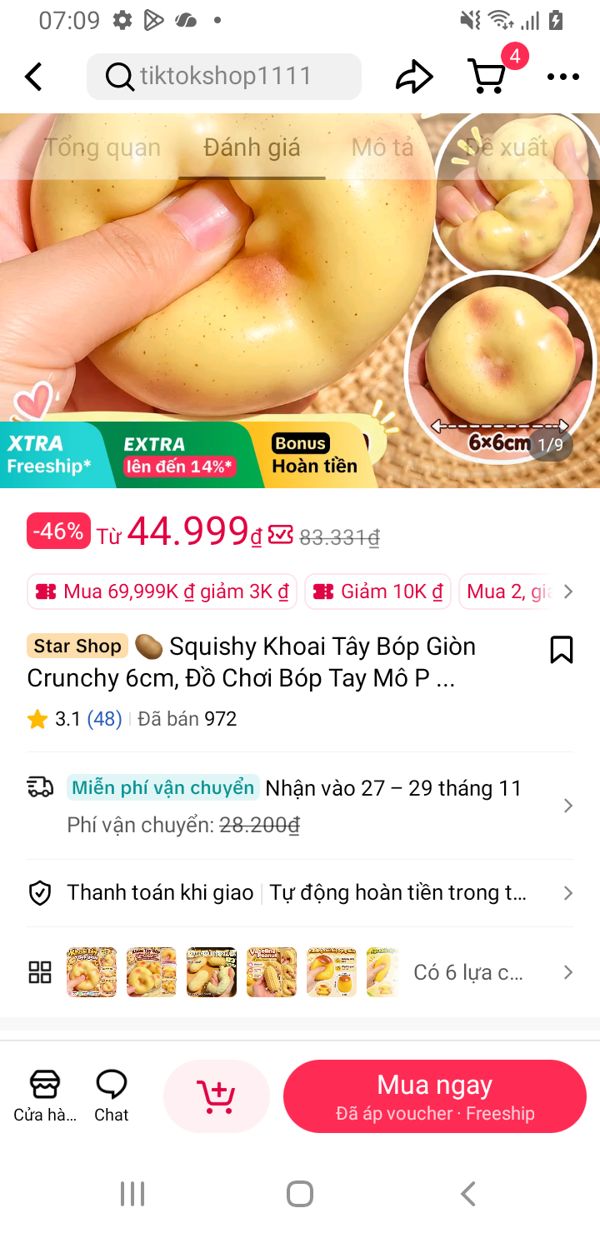 07:09
tiktokshop1111
4
Tổng quan Đánh giá Mô tả Đề xuất
6×6cm 1/9
XTRA
Freeship*
EXTRA
lên đến 14%*
Bonus
Hoàn tiền
-46% Từ 44.999₫ 83.331₫
Mua 69,999K ₫ giảm 3K ₫ Giảm 10K ₫ Mua 2, giả
Star Shop Squishy Khoai Tây Bóp Giòn
Crunchy 6cm, Đồ Chơi Bóp Tay Mô P ...
3.1 (48) Đã bán 972
Miễn phí vận chuyển Nhận vào 27 – 29 tháng 11
Phí vận chuyển: 28.200₫
Thanh toán khi giao Tự động hoàn tiền trong t...
Có 6 lựa c...
Cửa hà...
Chat
Mua ngay
Đã áp voucher · Freeship